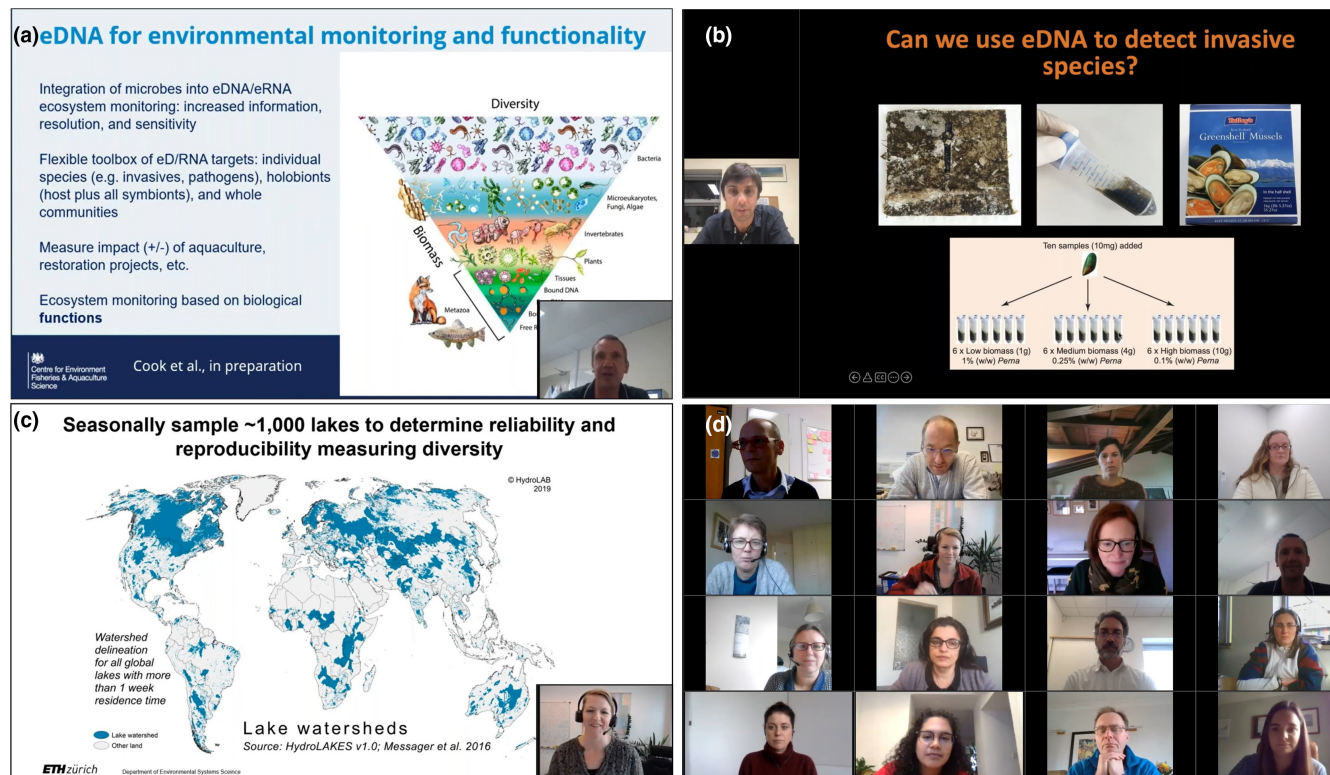 (a)
eDNA for environmental monitoring and functionality
Integration of microbes into eDNA/eRNA
ecosystem monitoring: increased information,
resolution, and sensitivity
Flexible toolbox of eD/RNA targets: individual
species (e.g. invasives, pathogens), holobionts
(host plus all symbionts), and whole
communities
Measure impact (+/-) of aquaculture,
restoration projects, etc.
Ecosystem monitoring based on biological
functions
Diversity
Bacteria
Microeukaryotes,
Fungi, Algae
Invertebrates
Plants
Tissues
Bound DNA
Biomass
Metazoa
Free
Centre for Environment
Fisheries & Aquaculture
Science
Cook et al., in preparation
(b)
Can we use eDNA to detect invasive
species?
Talley's
Greenshell Mussels
In the half shell
Ten samples (10mg) added
6 x Low biomass (1g)
1% (w/w) Perna
6 x Medium biomass (4g)
0.25% (w/w) Perna
6 x High biomass (10g)
0.1% (w/w) Perna
(c)
Seasonally sample ~1,000 lakes to determine reliability and
reproducibility measuring diversity
© HydroLAB
2019
Watershed
delineation
for all global
lakes with more
than 1 week
residence time
Lake watershed
Other land
Lake watersheds
Source: HydroLAKES v1.0; Messager et al. 2016
ETH zürich
Department of Environmental Systems Sceince
(d)